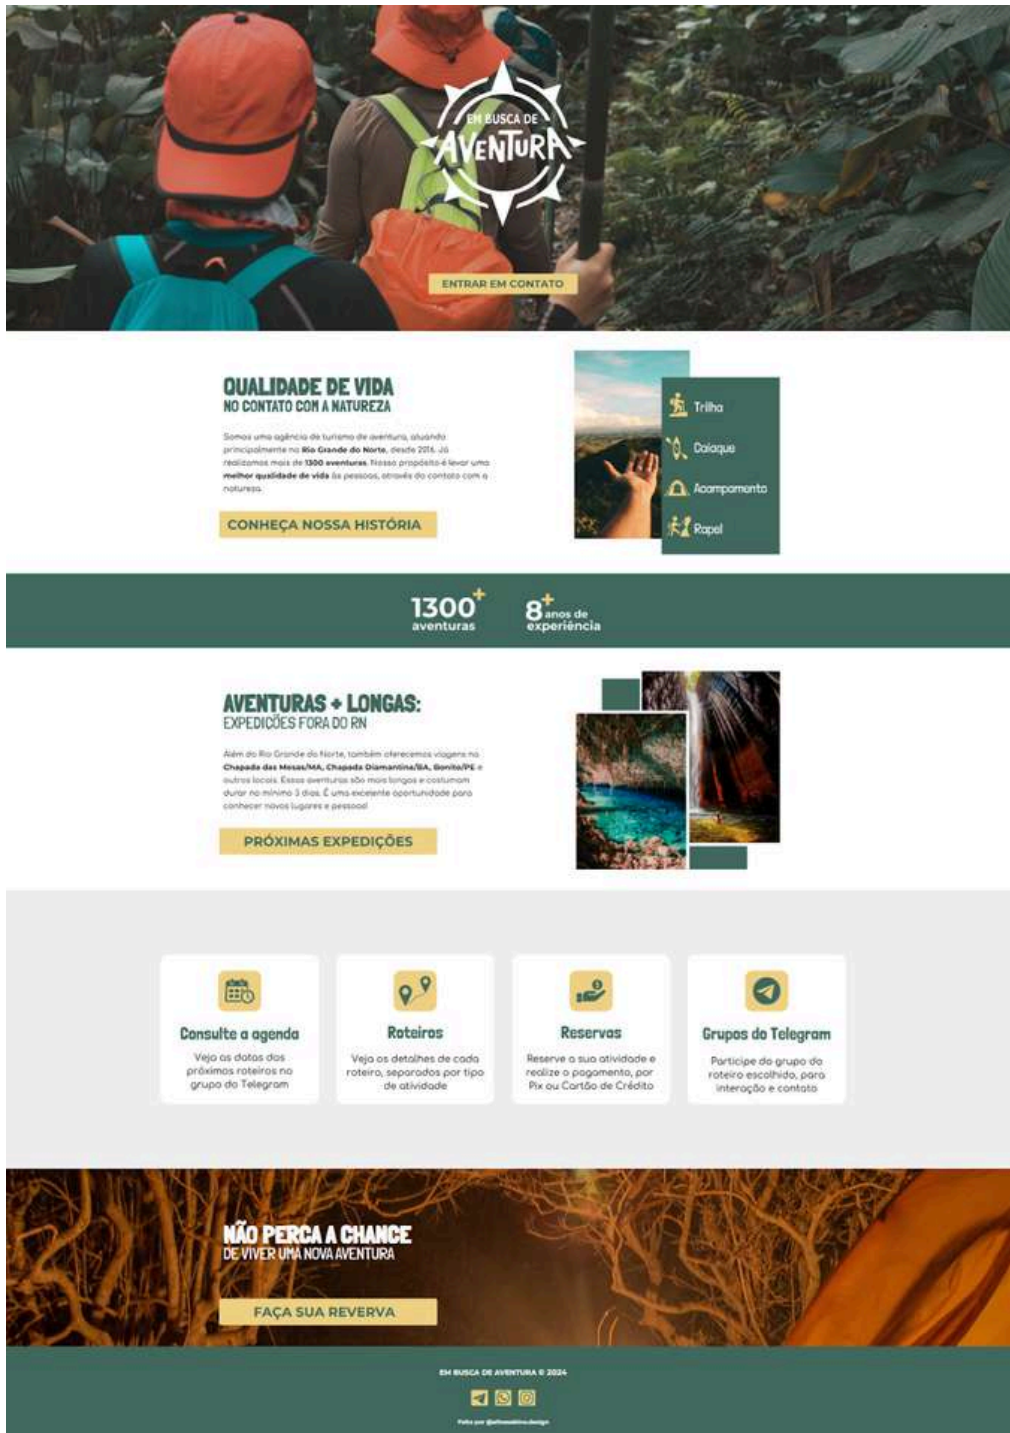 EM BUSCA DE
AVENTURA
ENTRAR EM CONTATO
QUALIDADE DE VIDA
NO CONTATO COM A NATUREZA
Somos uma agência de turismo de aventura, atuando
principalmente no Rio Grande do Norte, desde 2016. Já
realizamos mais de 1300 aventuras. Nosso propósito é levar uma
melhor qualidade de vida às pessoas, através do contato com a
natureza.
CONHEÇA NOSSA HISTÓRIA
Trilha
Caiaque
Acampamento
Rapel
1300+
aventuras
8+ anos de
experiência
AVENTURAS + LONGAS:
EXPEDIÇÕES FORA DO RN
Além do Rio Grande do Norte, também oferecemos viagens na
Chapada das Mesas/MA, Chapada Diamantina/BA, Bonito/PE e
outros locais. Essas aventuras são mais longas e costumam
durar no mínimo 3 dias. É uma excelente oportunidade para
conhecer novos lugares e pessoas!
PRÓXIMAS EXPEDIÇÕES
Consulte a agenda
Veja as datas dos
próximos roteiros no
grupo do Telegram
Roteiros
Veja os detalhes de cada
roteiro, separados por tipo
de atividade
Reservas
Reserve a sua atividade e
realize o pagamento, por
Pix ou Cartão de Crédito
Grupos do Telegram
Participe do grupo do
roteiro escolhido, para
interação e contato
NÃO PERCA A CHANCE
DE VIVER UMA NOVA AVENTURA
FAÇA SUA REVERVA
EM BUSCA DE AVENTURA © 2024
Feito por